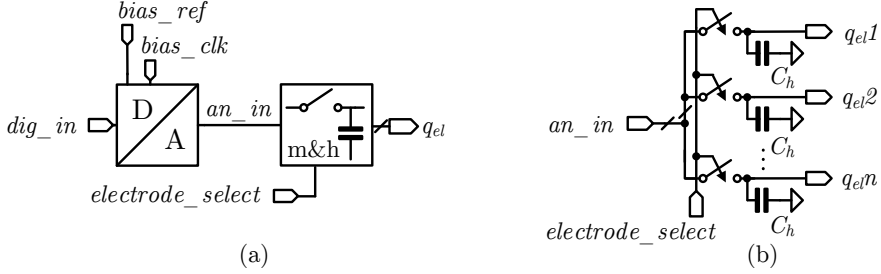 bias_ref
bias_clk
dig_in
D
A
an_in
m&h
q_el
electrode_select
(a)
q_el1
C_h
q_el2
C_h
an_in
⋮
q_eln
C_h
electrode_select
(b)